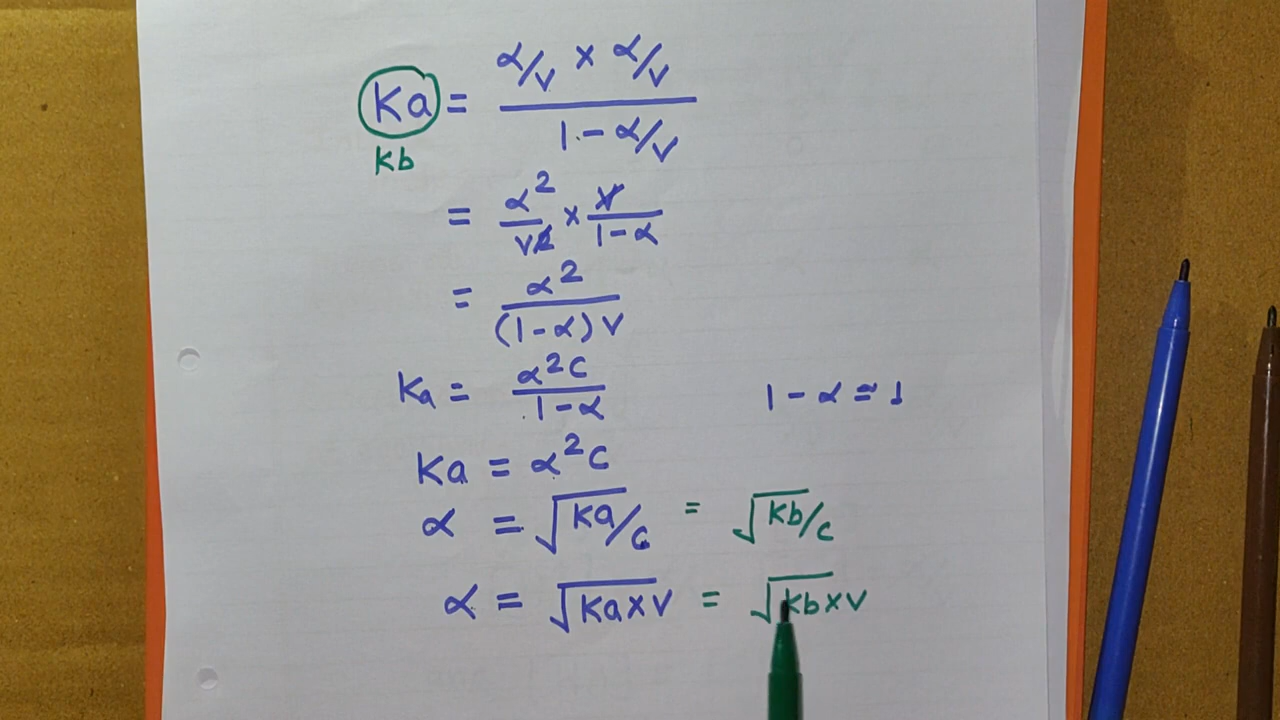 Ka = α/v × α/v / 1 - α/v
Kb
= α²/v2 × v/1-α
= α²/(1-α)v
Ka = α²c/1-α 1-α ≃ 1
Ka = α²c
α = √Ka/c = √Kb/c
α = √Ka×v = √Kb×v